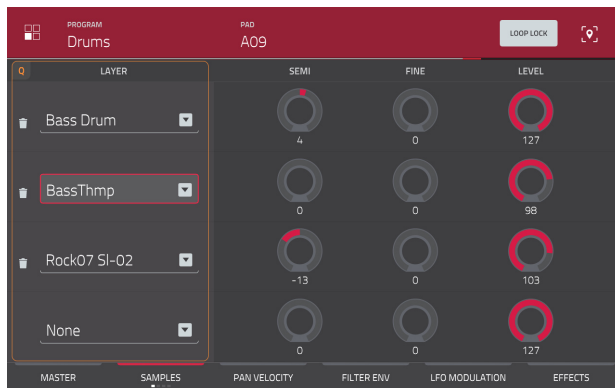 PROGRAM PAD
Drums A09 LOOP LOCK
Q LAYER SEMI FINE LEVEL
Bass Drum 4 0 127
BassThmp 0 0 98
Rock07 Sl-02 -13 0 103
None 0 0 127
MASTER SAMPLES PAN VELOCITY FILTER ENV LFO MODULATION EFFECTS